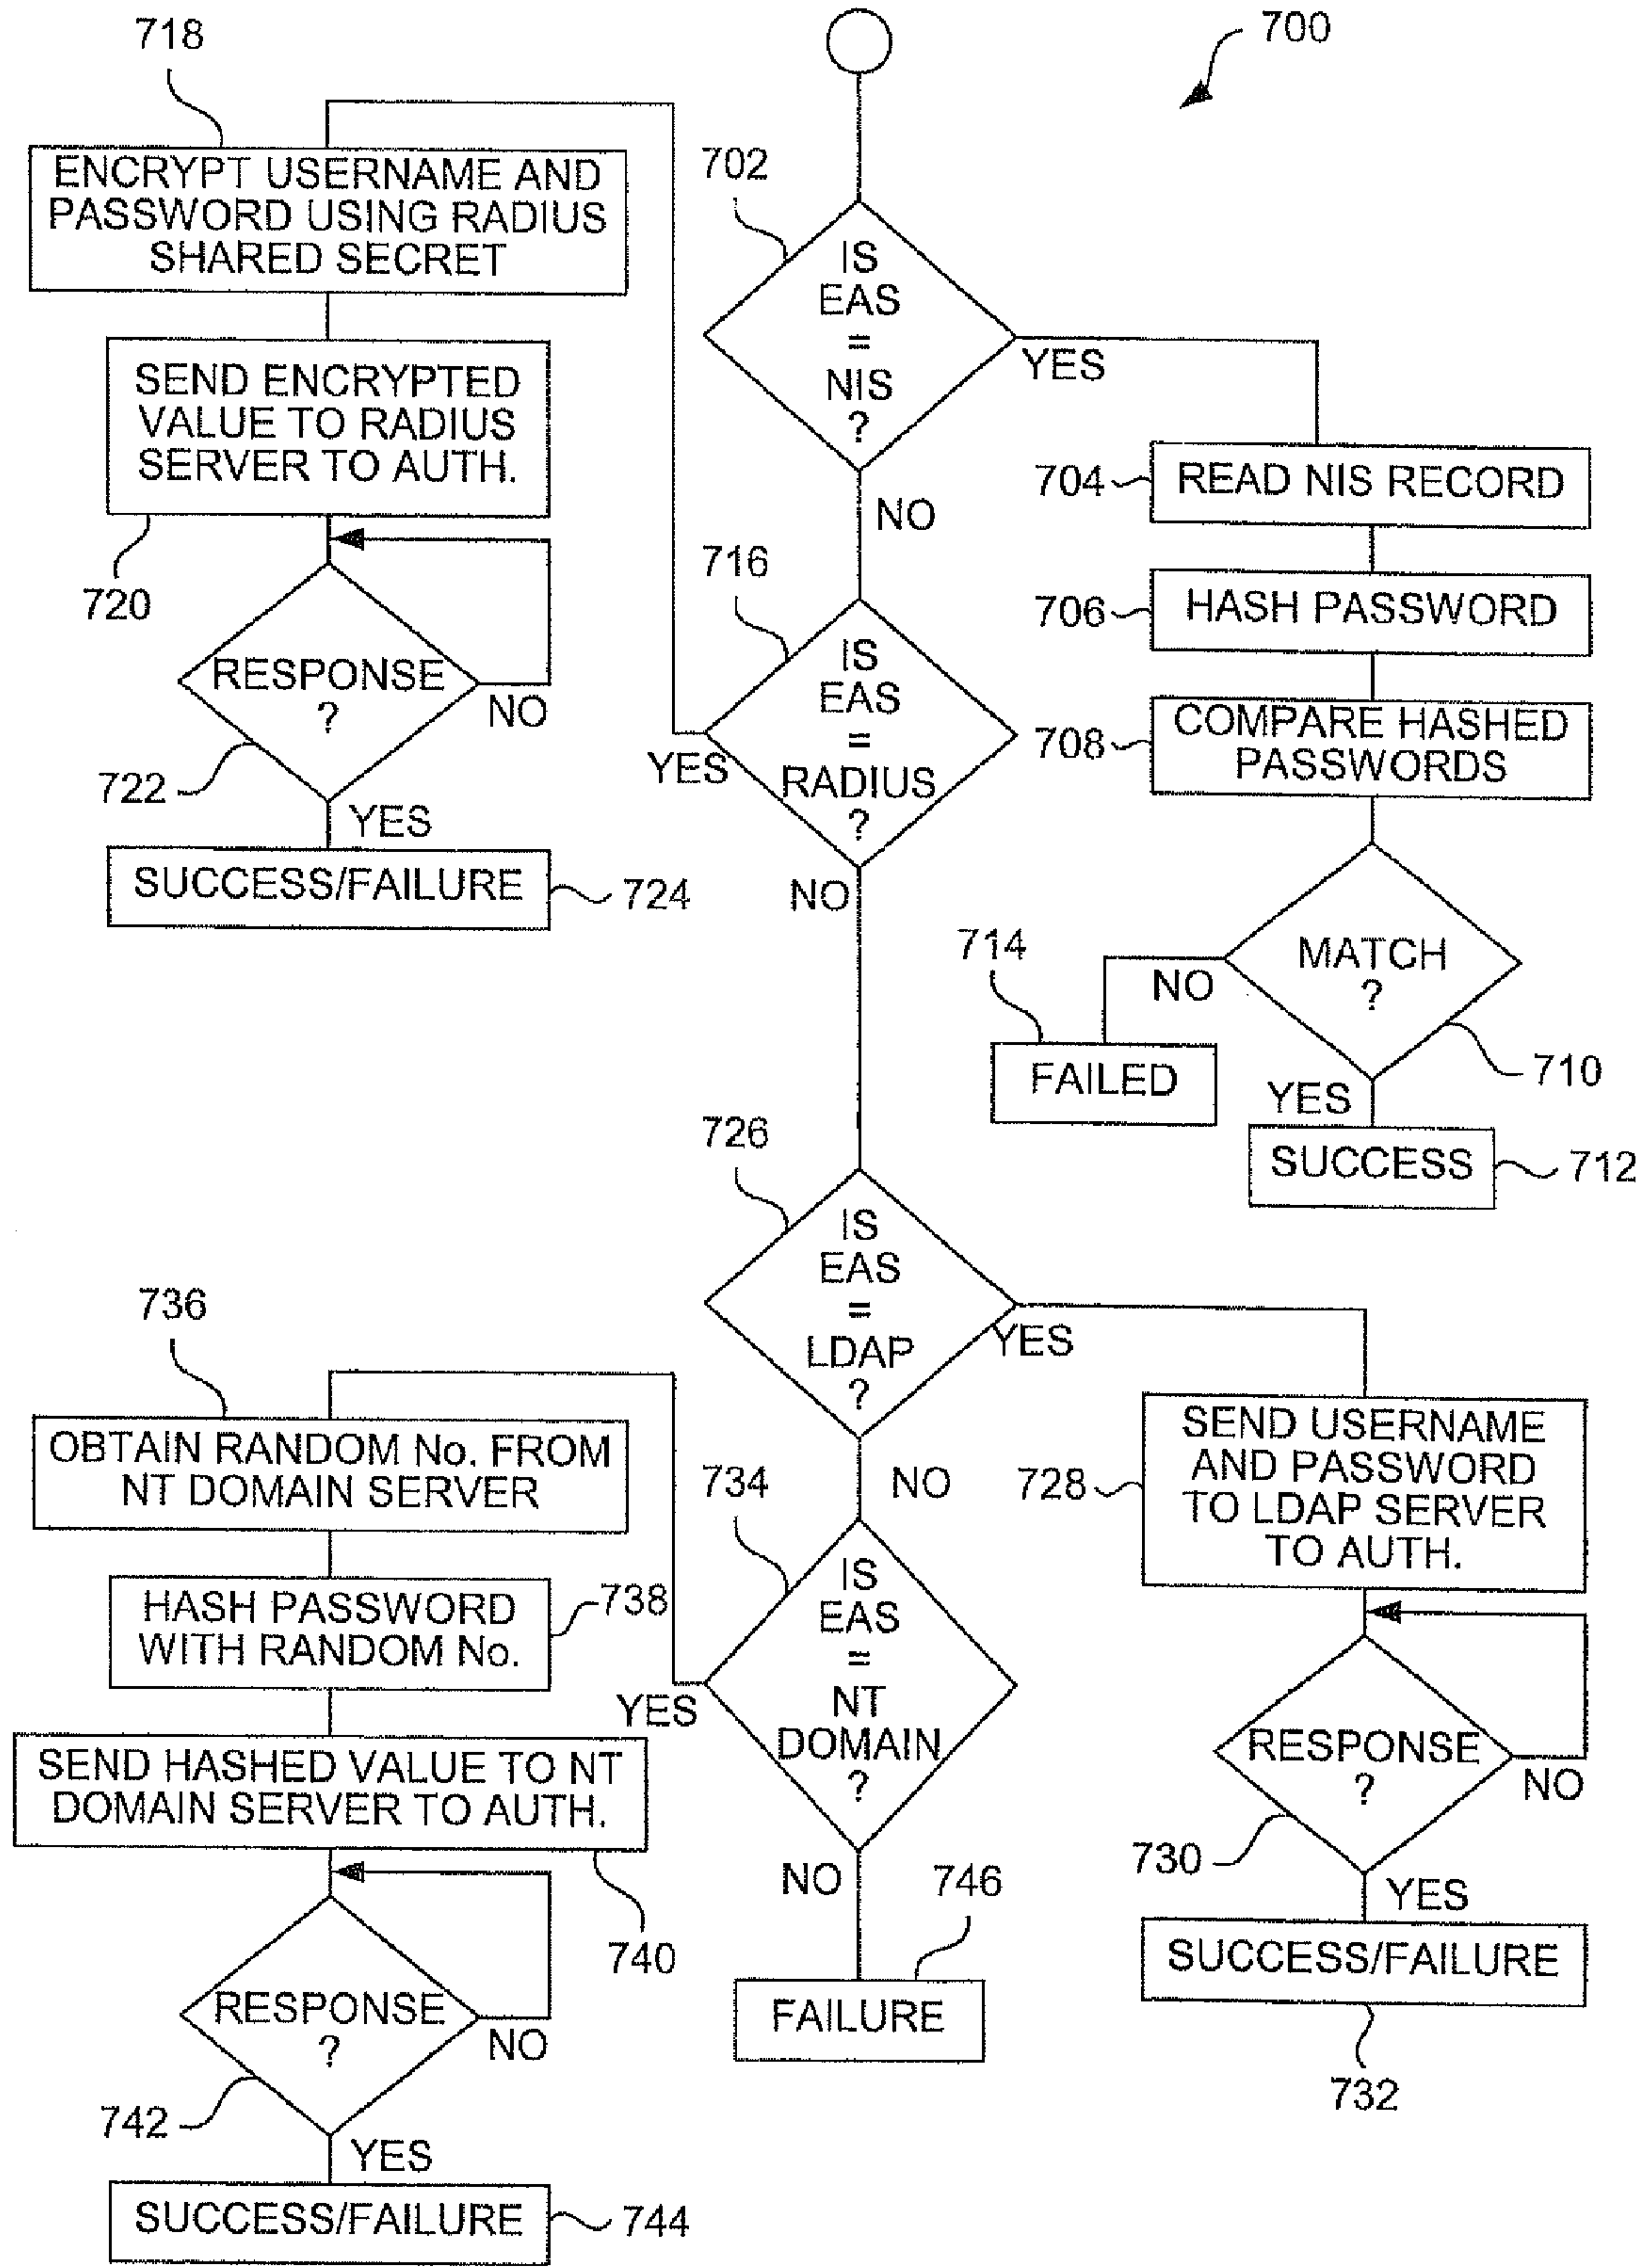 700
718
ENCRYPT USERNAME AND
PASSWORD USING RADIUS
SHARED SECRET
SEND ENCRYPTED
VALUE TO RADIUS
SERVER TO AUTH.
720
RESPONSE
?
NO
722
YES
SUCCESS/FAILURE
724
702
IS
EAS
=
NIS
?
YES
NO
704
READ NIS RECORD
706
HASH PASSWORD
708
COMPARE HASHED
PASSWORDS
MATCH
?
710
NO
714
FAILED
YES
SUCCESS
712
716
IS
EAS
=
RADIUS
?
YES
NO
726
IS
EAS
=
LDAP
?
YES
NO
728
SEND USERNAME
AND PASSWORD
TO LDAP SERVER
TO AUTH.
RESPONSE
?
NO
730
YES
SUCCESS/FAILURE
732
734
IS
EAS
=
NT
DOMAIN
?
YES
NO
746
FAILURE
736
OBTAIN RANDOM No. FROM
NT DOMAIN SERVER
HASH PASSWORD
WITH RANDOM No.
738
SEND HASHED VALUE TO NT
DOMAIN SERVER TO AUTH.
740
RESPONSE
?
NO
742
YES
SUCCESS/FAILURE
744